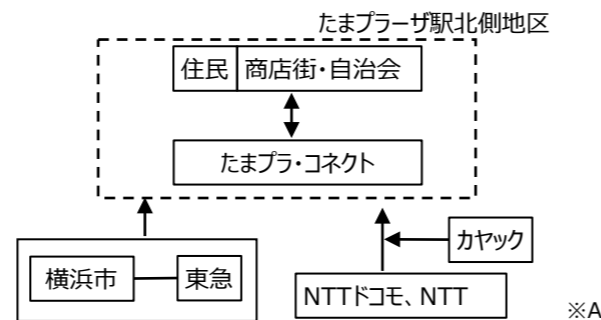 たまプラーザ駅北側地区
住民 商店街・自治会
たまプラ・コネクト
カヤック
横浜市 東急
NTTドコモ、NTT
※A